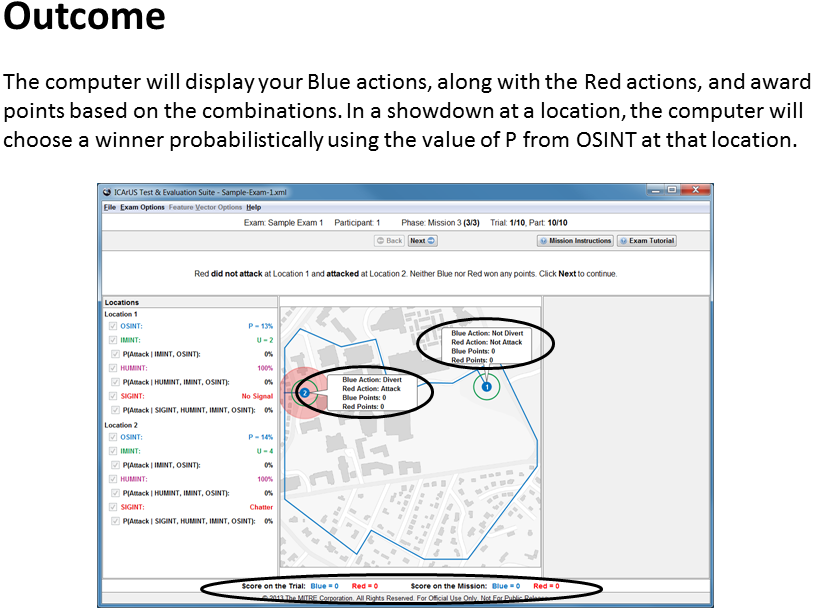 Outcome
The computer will display your Blue actions, along with the Red actions, and award
points based on the combinations. In a showdown at a location, the computer will
choose a winner probabilistically using the value of P from OSINT at that location.
ICArUS Test & Evaluation Suite - Sample-Exam-1.xml
File Exam Options Feature Vector Options Help
Exam: Sample Exam 1 Participant: 1 Phase: Mission 3 (3/3) Trial: 1/10, Part: 10/10
Back Next Mission Instructions Exam Tutorial
Red did not attack at Location 1 and attacked at Location 2. Neither Blue nor Red won any points. Click Next to continue.
Locations
Location 1
OSINT: P = 13%
IMINT: U = 2
P(Attack | IMINT, OSINT): 0%
HUMINT: 100%
P(Attack | HUMINT, IMINT, OSINT): 0%
SIGINT: No Signal
P(Attack | SIGINT, HUMINT, IMINT, OSINT): 0%
Location 2
OSINT: P = 14%
IMINT: U = 4
P(Attack | IMINT, OSINT): 0%
HUMINT: 100%
P(Attack | HUMINT, IMINT, OSINT): 0%
SIGINT: Chatter
P(Attack | SIGINT, HUMINT, IMINT, OSINT): 0%
Blue Action: Not Divert
Red Action: Not Attack
Blue Points: 0
Red Points: 0
1
Blue Action: Divert
Red Action: Attack
Blue Points: 0
Red Points: 0
2
Score on the Trial: Blue = 0 Red = 0 Score on the Mission: Blue = 0 Red = 0
© 2013 The MITRE Corporation. All Rights Reserved. For Official Use Only. Not For Public Release.